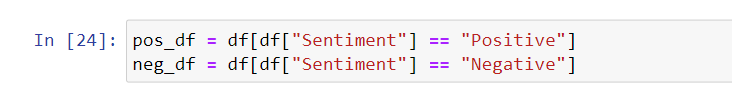 In [24]: pos_df = df[df["Sentiment"] == "Positive"]
neg_df = df[df["Sentiment"] == "Negative"]